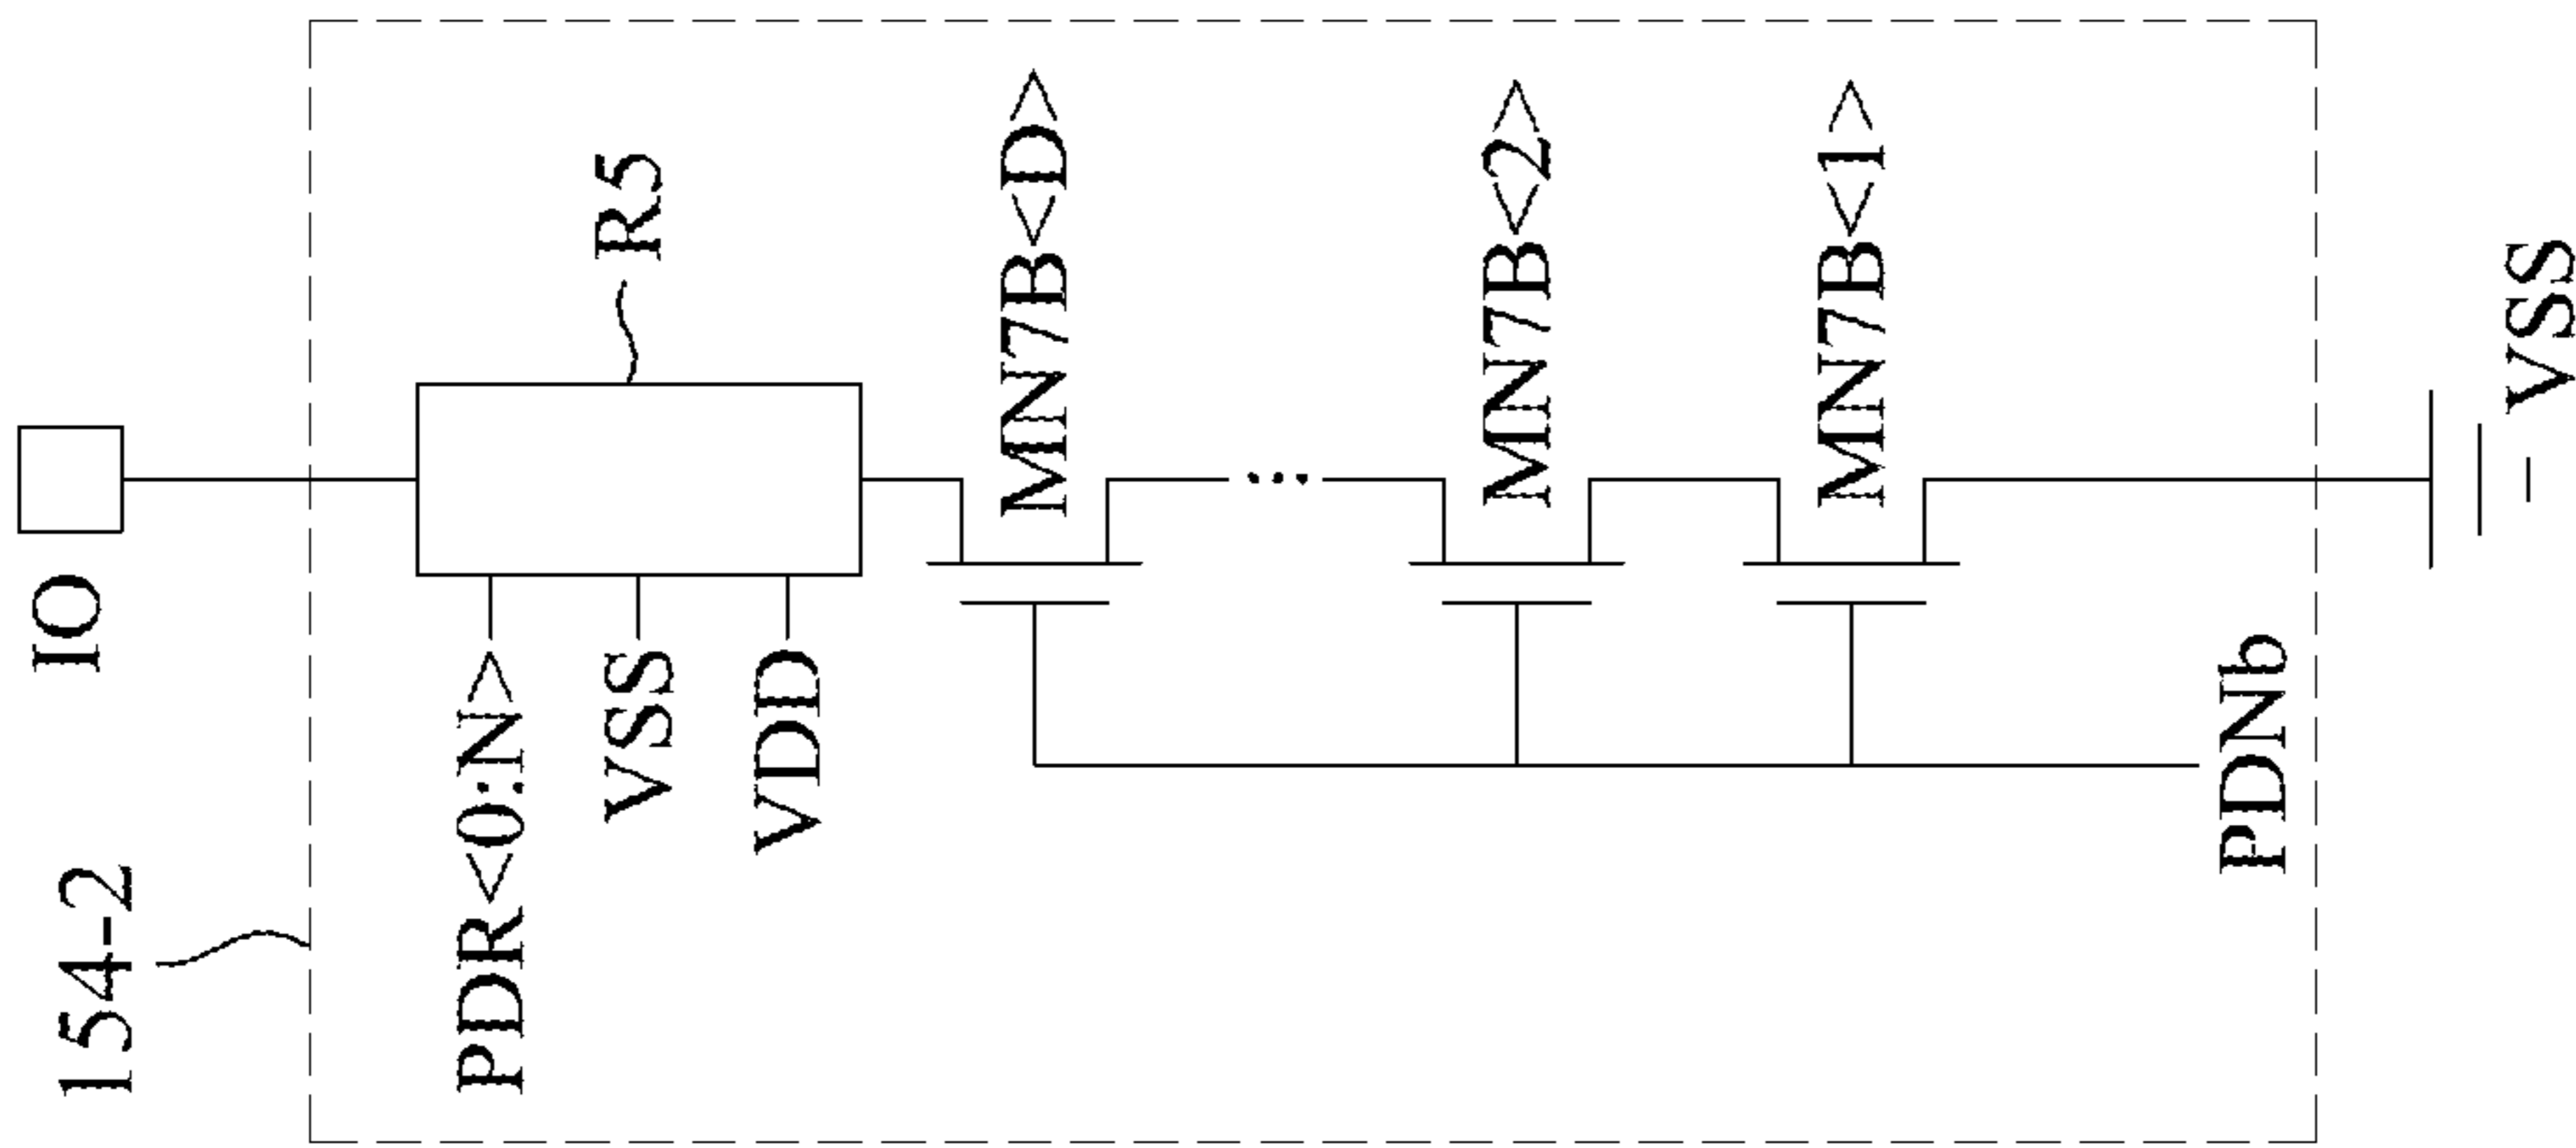 154-2
IO
PDR<0:N>
VSS
VDD
R5
MN7B<D>
MN7B<2>
MN7B<1>
PDNb
VSS